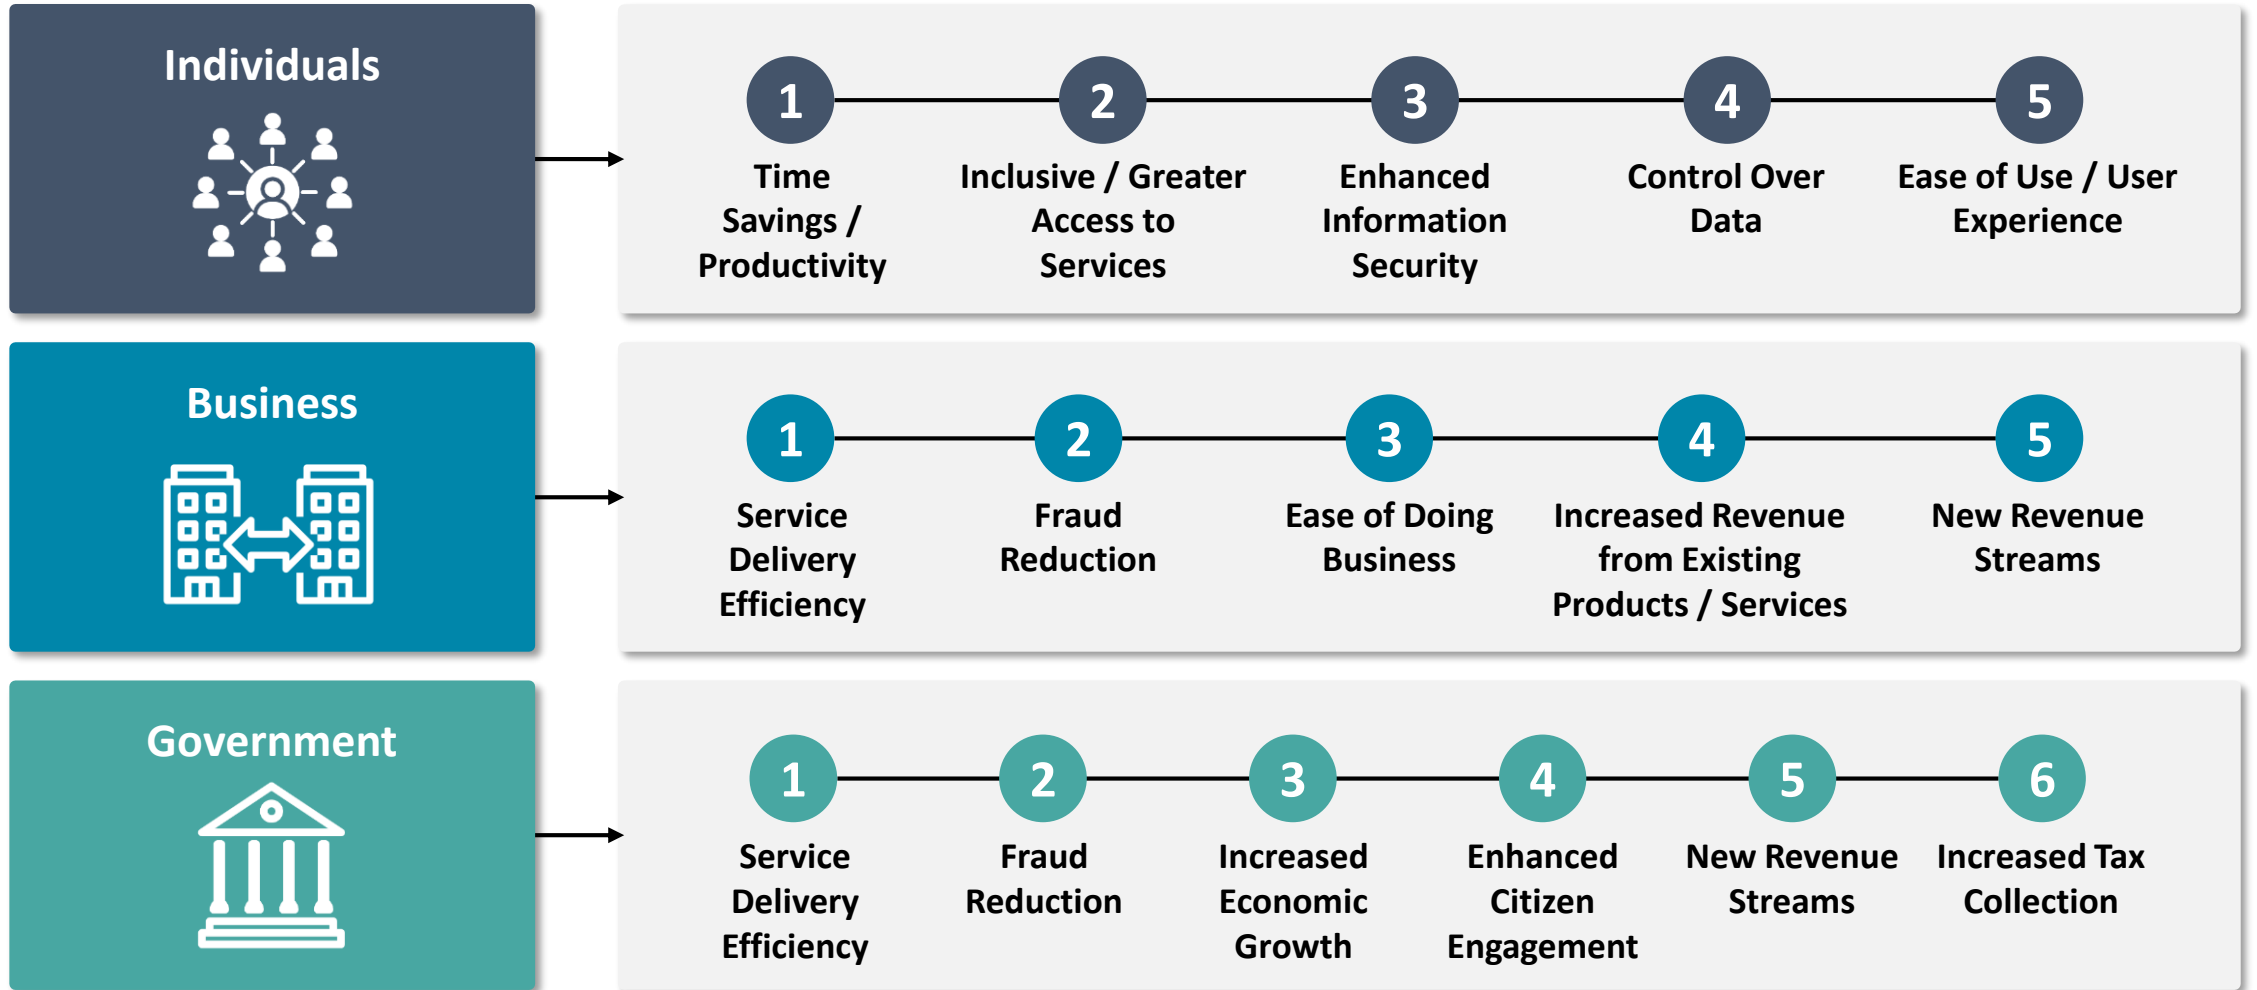 Individuals
1
2
3
4
5
Time
Savings /
Productivity
Inclusive / Greater
Access to
Services
Enhanced
Information
Security
Control Over
Data
Ease of Use / User
Experience
Business
1
2
3
4
5
Service
Delivery
Efficiency
Fraud
Reduction
Ease of Doing
Business
Increased Revenue
from Existing
Products / Services
New Revenue
Streams
Government
1
2
3
4
5
6
Service
Delivery
Efficiency
Fraud
Reduction
Increased
Economic
Growth
Enhanced
Citizen
Engagement
New Revenue
Streams
Increased Tax
Collection